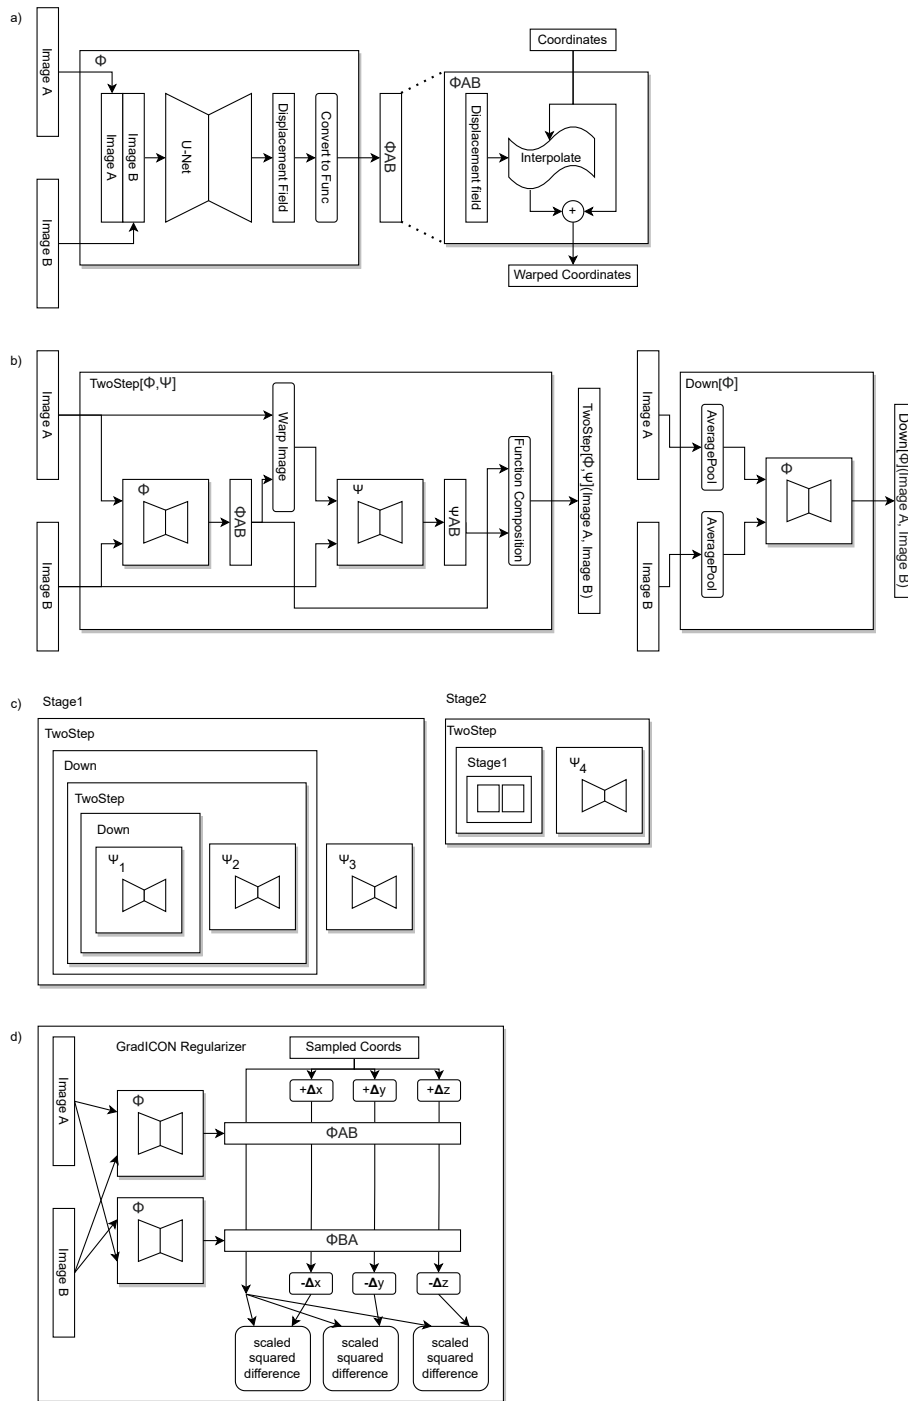 a)
Image A
Image B
Φ
Image A
Image B
U-Net
Displacement Field
Convert to Func
ΦAB
Coordinates
ΦAB
Displacement field
Interpolate
+
Warped Coordinates
b)
Image A
Image B
TwoStep[Φ,Ψ]
Φ
ΦAB
Warp Image
Ψ
ΨAB
Function Composition
TwoStep[Φ,Ψ](Image A, Image B)
Image A
Image B
Down[Φ]
AveragePool
AveragePool
Φ
Down[Φ](Image A, Image B)
c)
Stage1
TwoStep
Down
TwoStep
Down
Ψ1
Ψ2
Ψ3
Stage2
TwoStep
Stage1
Ψ4
d)
GradICON Regularizer
Image A
Image B
Φ
Φ
Sampled Coords
+Δx
+Δy
+Δz
ΦAB
ΦBA
-Δx
-Δy
-Δz
scaled
squared
difference
scaled
squared
difference
scaled
squared
difference